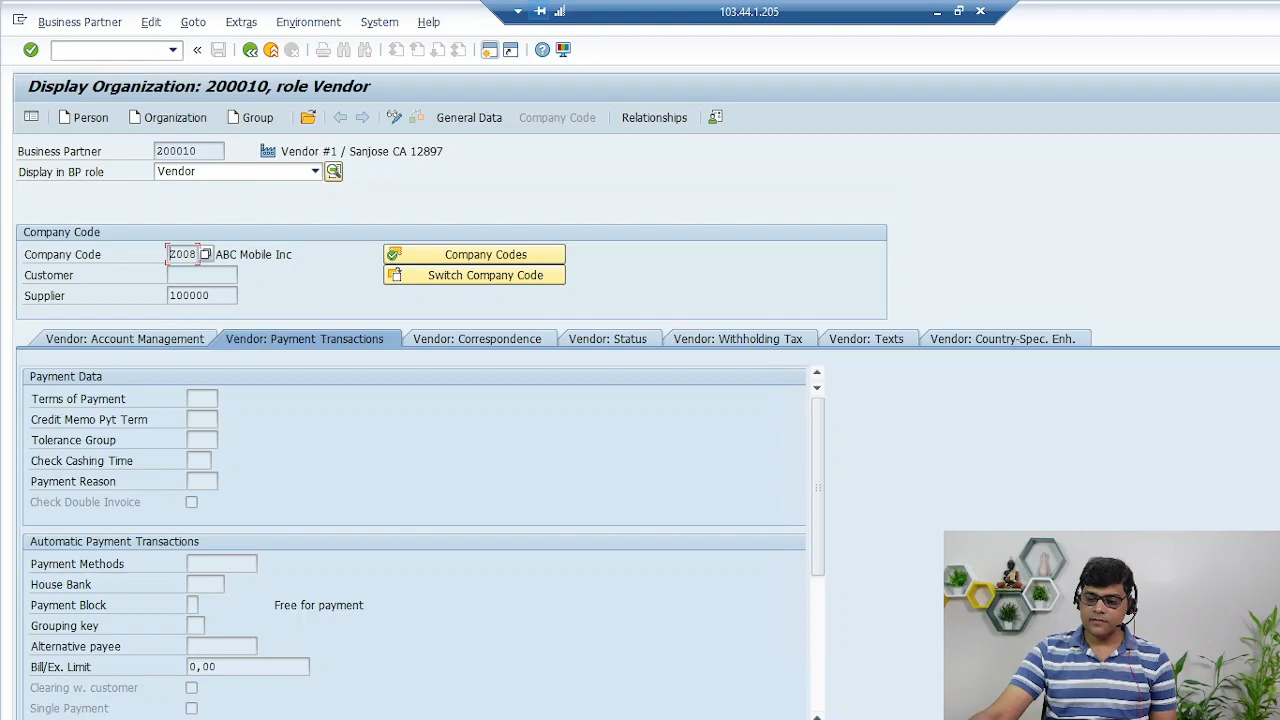 103.44.1.205
Business Partner Edit Goto Extras Environment System Help
Display Organization: 200010, role Vendor
Person Organization Group General Data Company Code Relationships
Business Partner 200010 Vendor #1 / Sanjose CA 12897
Display in BP role Vendor
Company Code
Company Code Z008 ABC Mobile Inc Company Codes
Customer Switch Company Code
Supplier 100000
Vendor: Account Management Vendor: Payment Transactions Vendor: Correspondence Vendor: Status Vendor: Withholding Tax Vendor: Texts Vendor: Country-Spec. Enh.
Payment Data
Terms of Payment
Credit Memo Pyt Term
Tolerance Group
Check Cashing Time
Payment Reason
Check Double Invoice
Automatic Payment Transactions
Payment Methods
House Bank
Payment Block Free for payment
Grouping key
Alternative payee
Bill/Ex. Limit 0,00
Clearing w. customer
Single Payment